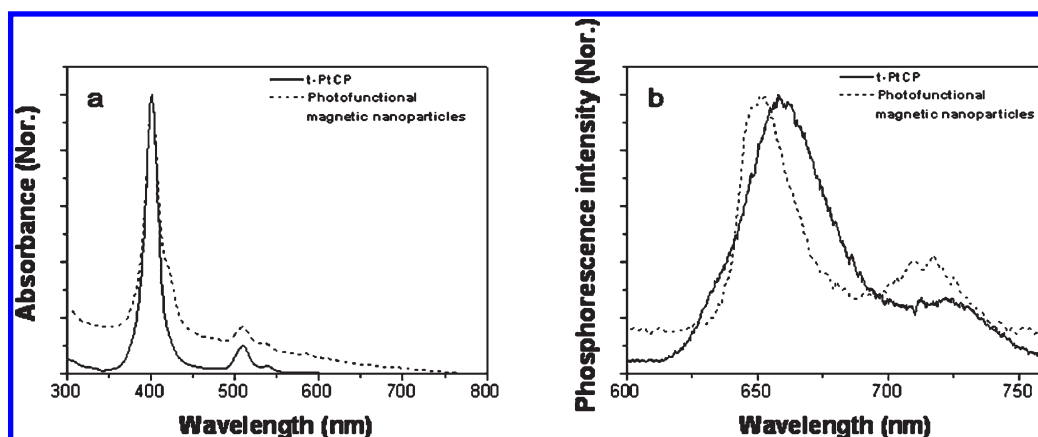 a
t-PtCP
Photofunctional
magnetic nanoparticles
Absorbance (Nor.)
300 400 500 600 700 800
Wavelength (nm)
b
t-PtCP
Photofunctional
magnetic nanoparticles
Phosphorescence intensity (Nor.)
600 650 700 750
Wavelength (nm)